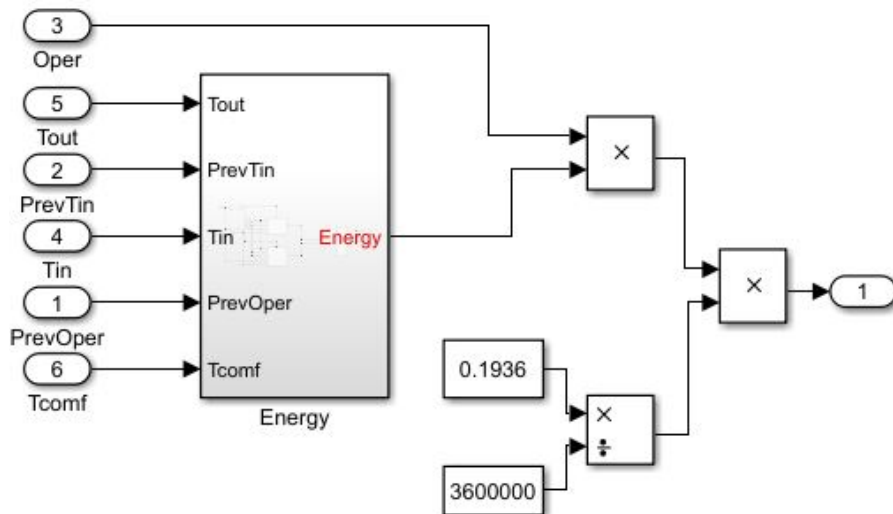 3
Oper
5
Tout
2
PrevTin
4
Tin
1
PrevOper
6
Tcomf
Tout
PrevTin
Tin
Energy
PrevOper
Tcomf
Energy
×
×
0.1936
×
÷
3600000
1